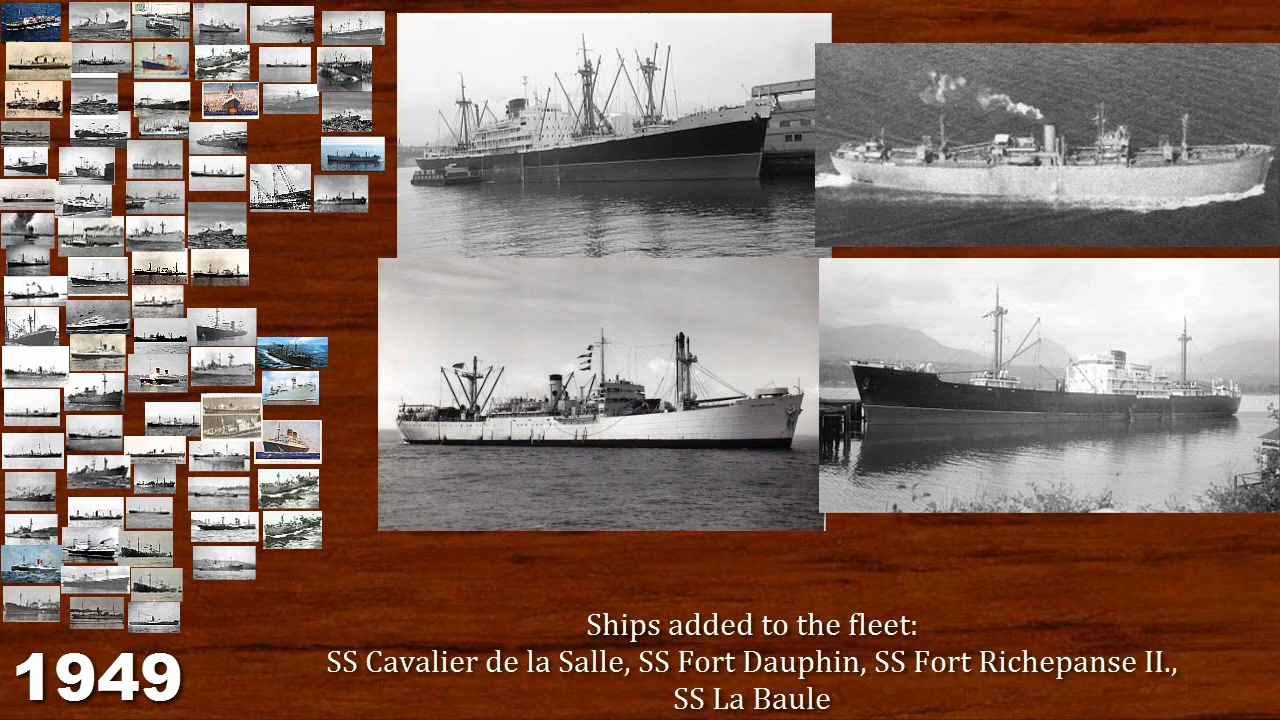 Ships added to the fleet:
SS Cavalier de la Salle, SS Fort Dauphin, SS Fort Richepanse II.,
SS La Baule
1949